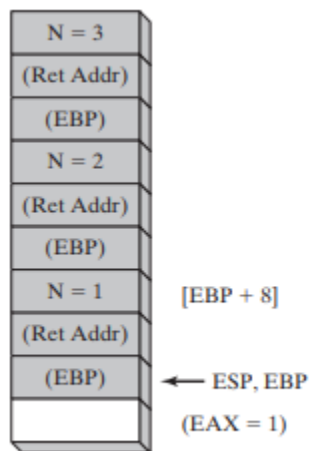 N = 3
(Ret Addr)
(EBP)
N = 2
(Ret Addr)
(EBP)
N = 1 [EBP + 8]
(Ret Addr)
(EBP) ESP, EBP
(EAX = 1)